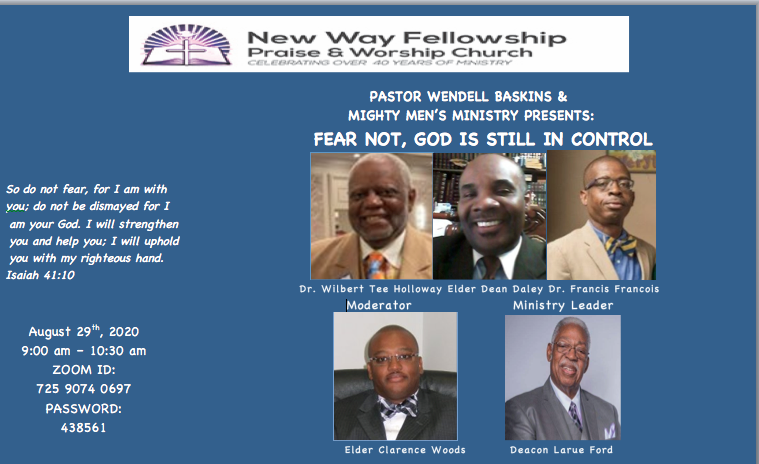 New Way Fellowship
Praise & Worship Church
CELEBRATING OVER 40 YEARS OF MINISTRY
PASTOR WENDELL BASKINS &
MIGHTY MEN'S MINISTRY PRESENTS:
FEAR NOT, GOD IS STILL IN CONTROL
So do not fear, for I am with
you; do not be dismayed for I
am your God. I will strengthen
you and help you; I will uphold
you with my righteous hand.
Isaiah 41:10
Dr. Wilbert Tee Holloway Elder Dean Daley Dr. Francis Francois
Moderator Ministry Leader
August 29th, 2020
9:00 am – 10:30 am
ZOOM ID:
725 9074 0697
PASSWORD:
438561
Elder Clarence Woods Deacon Larue Ford